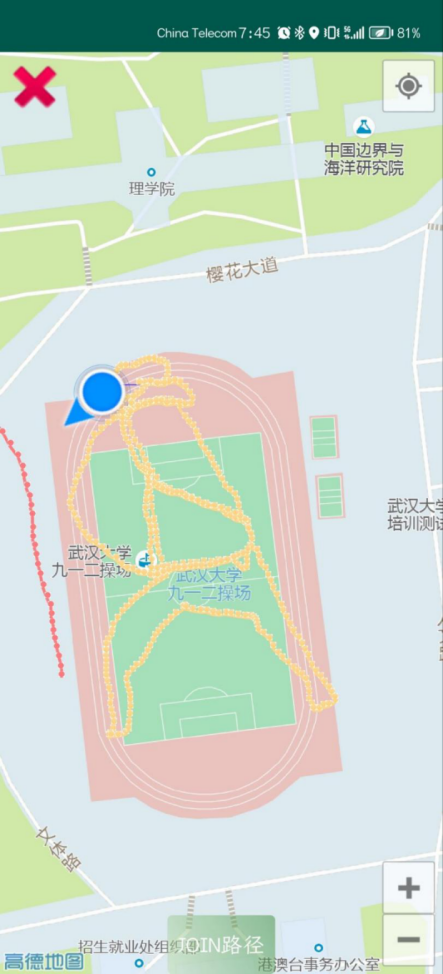 China Telecom 7:45 5G 81%
中国边界与
海洋研究院
理学院
樱花大道
武汉大学
培训测试
武汉大学
九一二操场
武汉大学
九一二操场
文体路
JOIN路径
招生就业处组织
高德地图
港澳台事务办公室